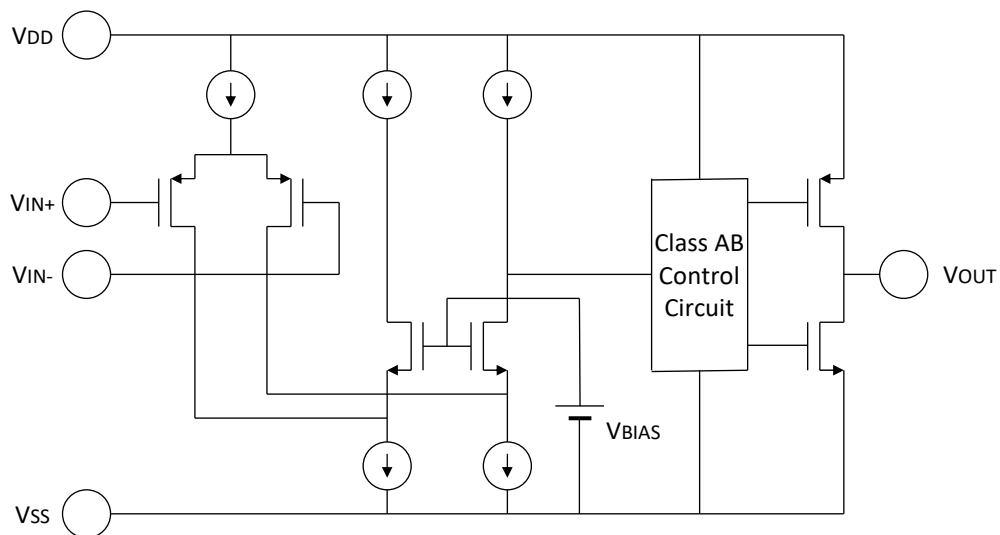 VDD
VIN+
VIN-
Class AB
Control
Circuit
VOUT
VBIAS
VSS